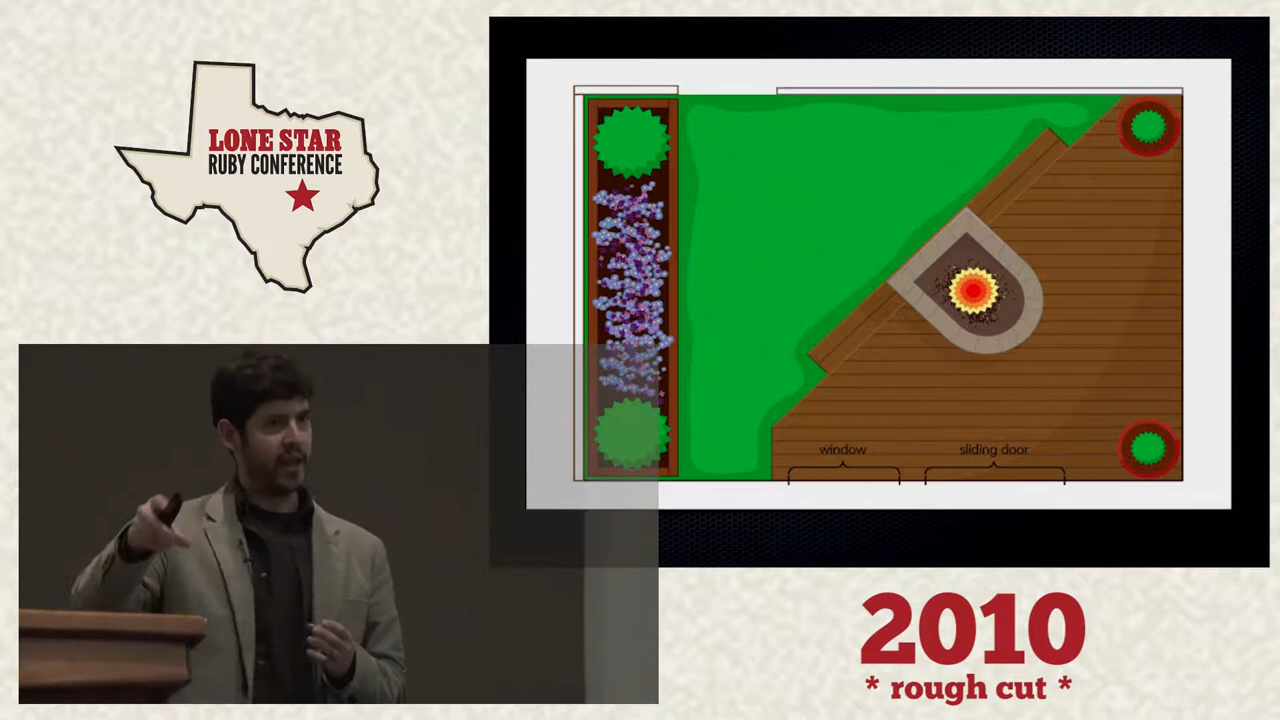 LONE STAR
RUBY CONFERENCE
window
sliding door
2010
* rough cut *